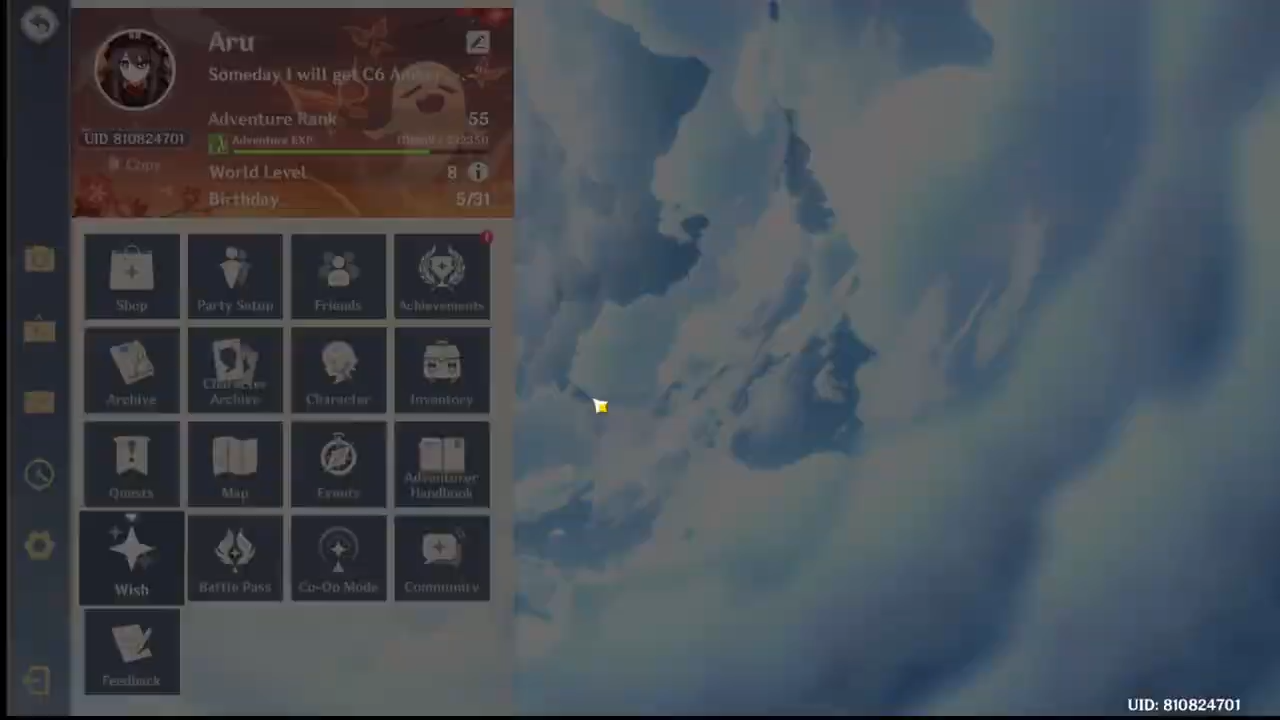 Aru
Someday I will get C6
Adventure Rank 55
UID 810824701
Adventure EXP
Copy
World Level 8
Birthday 5/31
Shop
Party Setup
Friends
Achievements
Archive
Character
Archive
Character
Inventory
Quests
Map
Events
Adventurer
Handbook
Wish
Battle Pass
Co-Op Mode
Community
Feedback
UID: 810824701